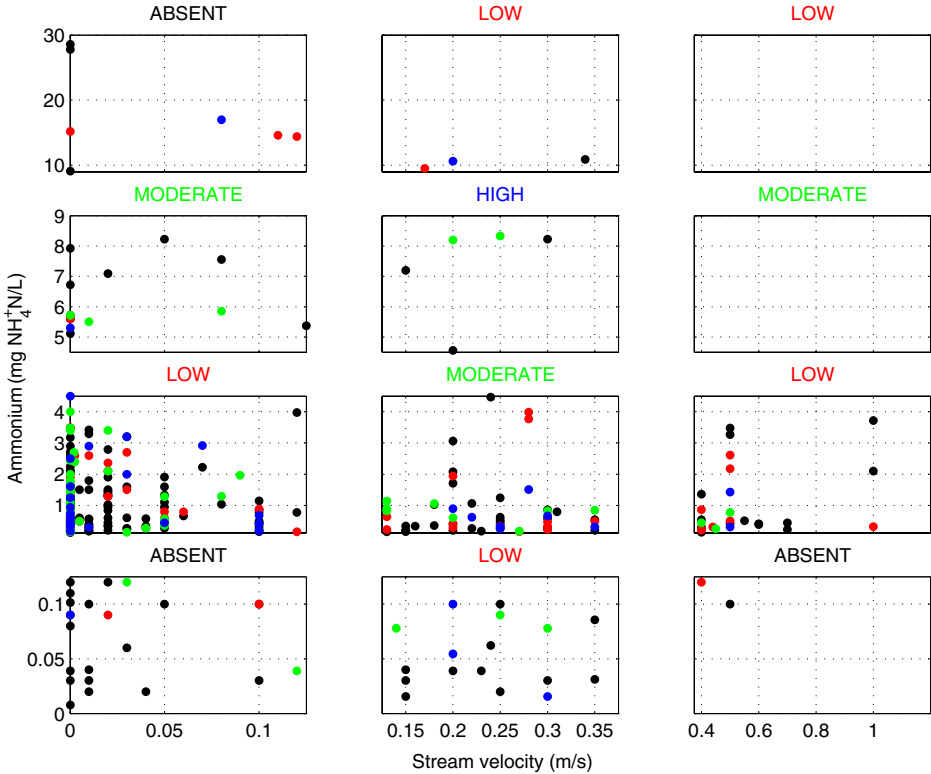 ABSENT LOW LOW
30
20
10
MODERATE HIGH MODERATE
9
8
7
6
5
LOW MODERATE LOW
4
3
2
1
ABSENT LOW ABSENT
0.1
0.05
0
0 0.05 0.1 0.15 0.2 0.25 0.3 0.35 0.4 0.6 0.8 1
Stream velocity (m/s)
Ammonium (mg NH₄⁺N/L)